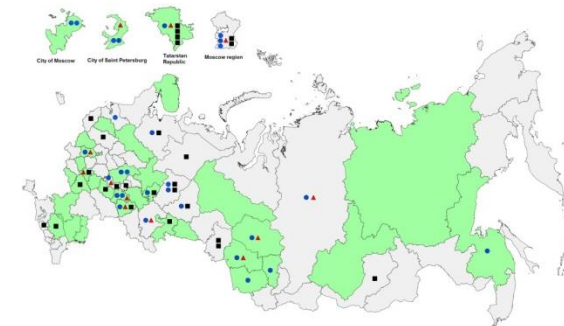 City of Moscow
City of Saint Petersburg
Tatarstan
Republic
Moscow region